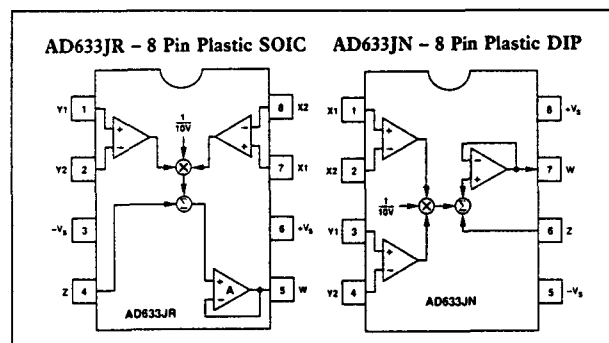 AD633JR – 8 Pin Plastic SOIC
Y1 1
8 X2
1
10V
+
−
−
+
Y2 2
7 X1
X
Σ
−VS 3
6 +VS
Z 4
+
A
−
5 W
AD633JR
AD633JN – 8 Pin Plastic DIP
X1 1
8 +VS
+
−
−
+
X2 2
7 W
1
10V
X
Σ
Y1 3
6 Z
+
−
Y2 4
5 −VS
AD633JN